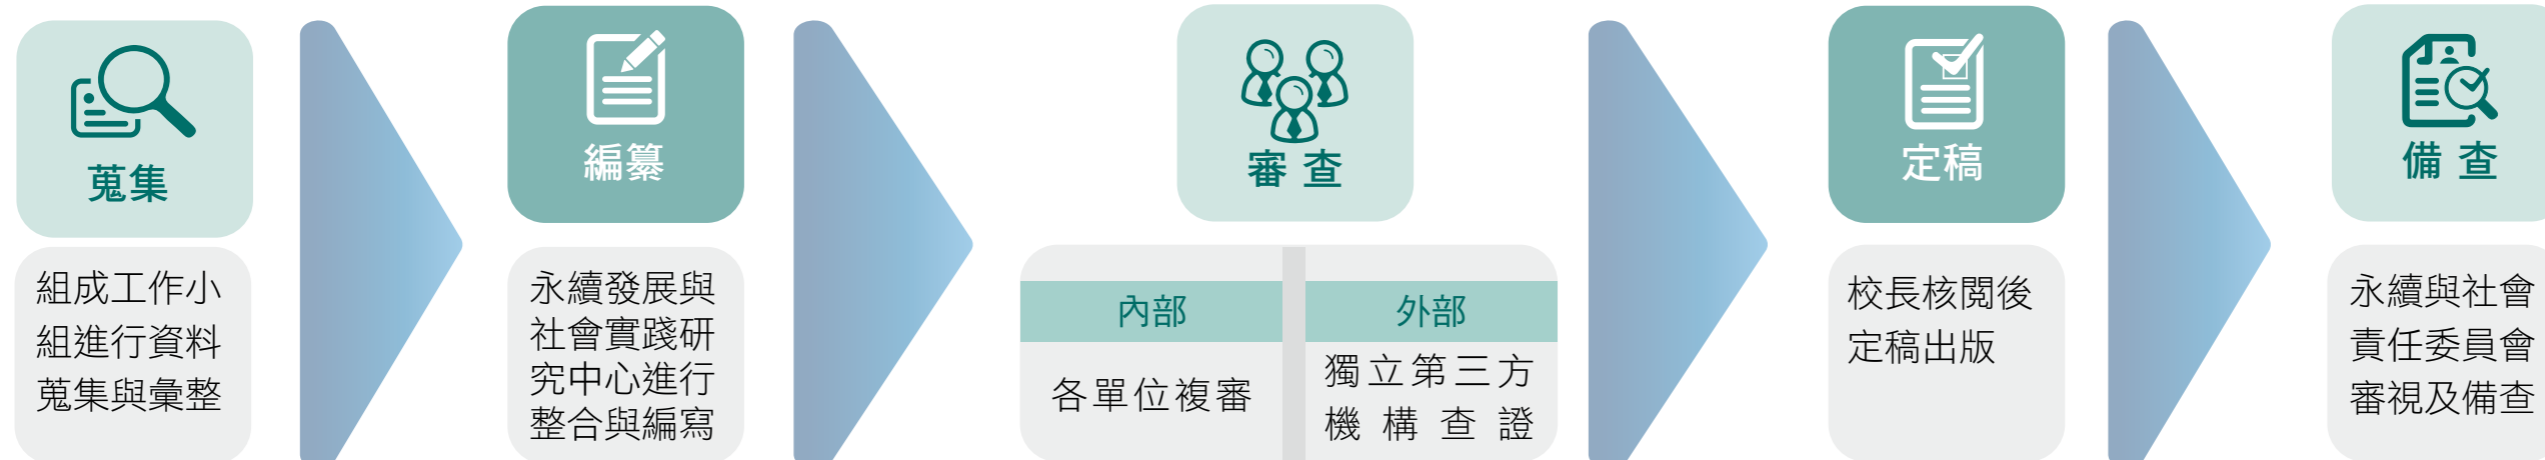 蒐集
組成工作小
組進行資料
蒐集與彙整
編纂
永續發展與
社會實踐研
究中心進行
整合與編寫
審查
內部
各單位複審
外部
獨立第三方
機構查證
定稿
校長核閱後
定稿出版
備查
永續與社會
責任委員會
審視及備查